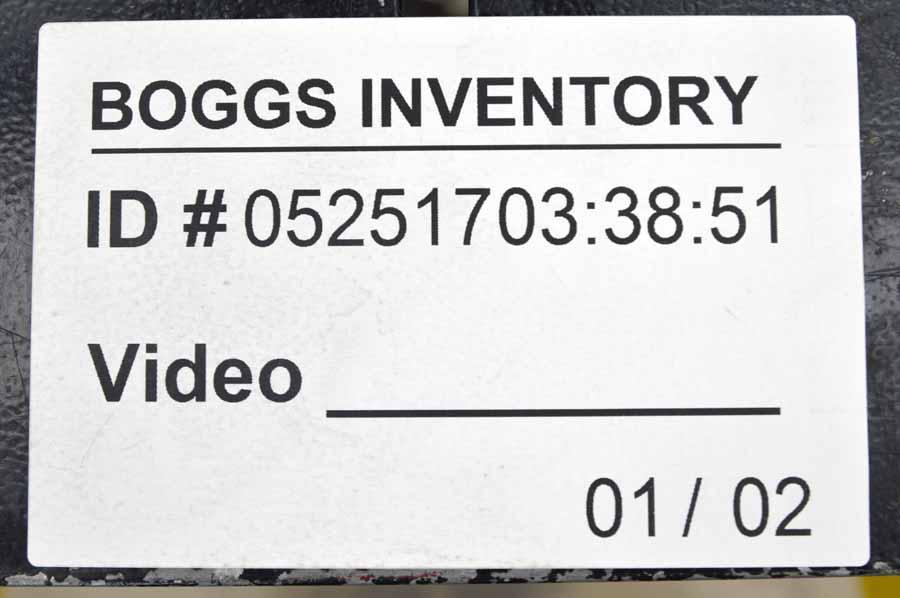 BOGGS INVENTORY
ID # 05251703:38:51
Video
01 / 02